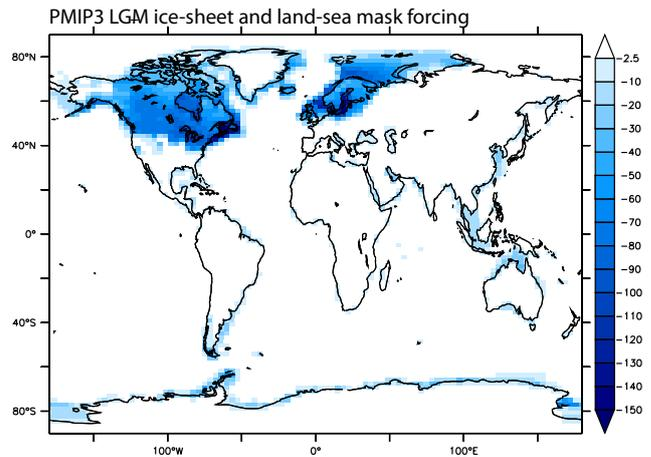 PMIP3 LGM ice-sheet and land-sea mask forcing
80°N
40°N
0°
40°S
80°S
100°W
0°
100°E
−2.5
−10
−20
−30
−40
−50
−60
−70
−80
−90
−100
−110
−120
−130
−140
−150